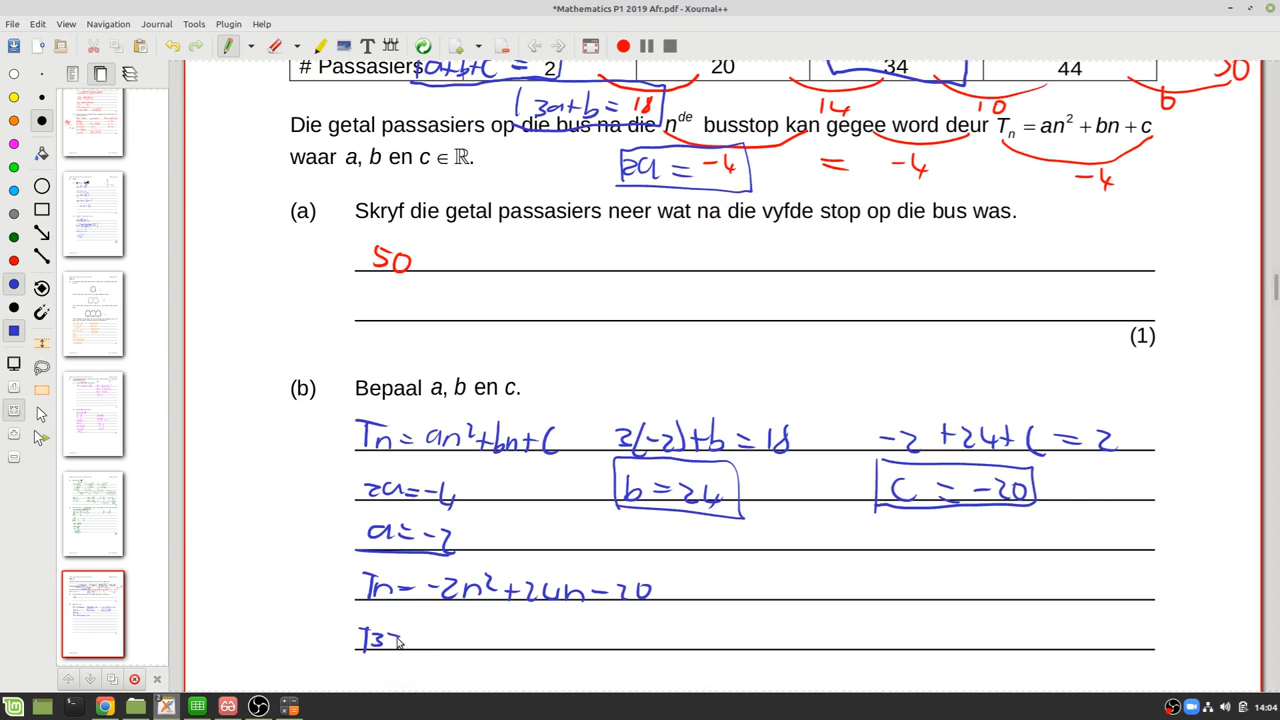 *Mathematics P1 2019 Afr.pdf - Xournal++
File Edit View Navigation Journal Tools Plugin Help
# Passasiers 2 20 34 44 50
a+b+c =
3a+b = 18 14 10 6
Die getal passasiers op die bus na die nde busstop kan gegee word deur Tn = an² + bn + c
waar a, b en c ∈ ℝ.
2a = -4 = -4 -4
(a) Skryf die getal passasiers neer wat na die vyfde stop op die bus was.
50
(1)
(b) Bepaal a, b en c.
Tn = an²+bn+c 3(-2)+b = 18 -2 +24+c = 2
2a = -4 b = 24 c = -20
a = -2
Tn = -2n²+24n-20
T3 =
14:04